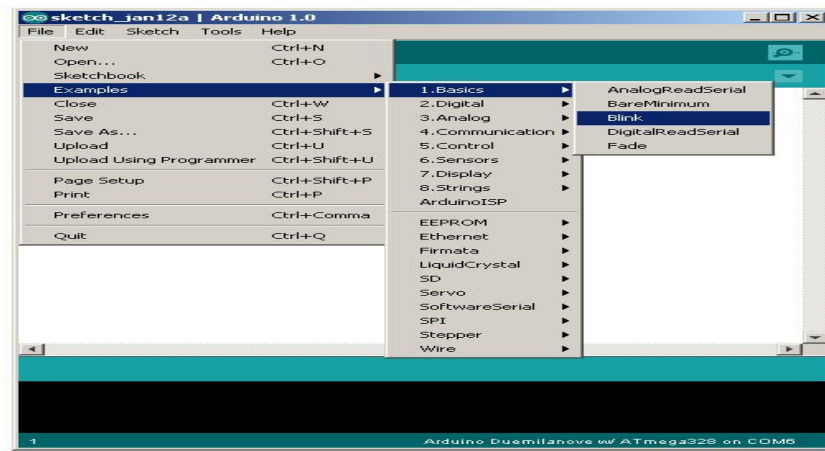 sketch_jan12a | Arduino 1.0
File Edit Sketch Tools Help
New Ctrl+N
Open... Ctrl+O
Sketchbook
Examples
Close Ctrl+W
Save Ctrl+S
Save As... Ctrl+Shift+S
Upload Ctrl+U
Upload Using Programmer Ctrl+Shift+U
Page Setup Ctrl+Shift+P
Print Ctrl+P
Preferences Ctrl+Comma
Quit Ctrl+Q
1.Basics
2.Digital
3.Analog
4.Communication
5.Control
6.Sensors
7.Display
8.Strings
ArduinoISP
EEPROM
Ethernet
Firmata
LiquidCrystal
SD
Servo
SoftwareSerial
SPI
Stepper
Wire
AnalogReadSerial
BareMinimum
Blink
DigitalReadSerial
Fade
1 Arduino Duemilanove w/ ATmega328 on COM6